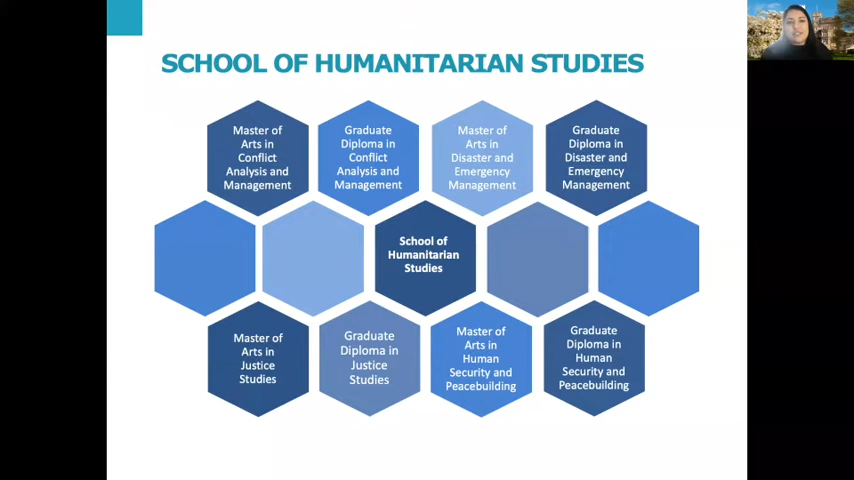 SCHOOL OF HUMANITARIAN STUDIES
Master of
Arts in
Conflict
Analysis and
Management
Graduate
Diploma in
Conflict
Analysis and
Management
Master of
Arts in
Disaster and
Emergency
Management
Graduate
Diploma in
Disaster and
Emergency
Management
School of
Humanitarian
Studies
Master of
Arts in
Justice
Studies
Graduate
Diploma in
Justice
Studies
Master of
Arts in
Human
Security and
Peacebuilding
Graduate
Diploma in
Human
Security and
Peacebuilding